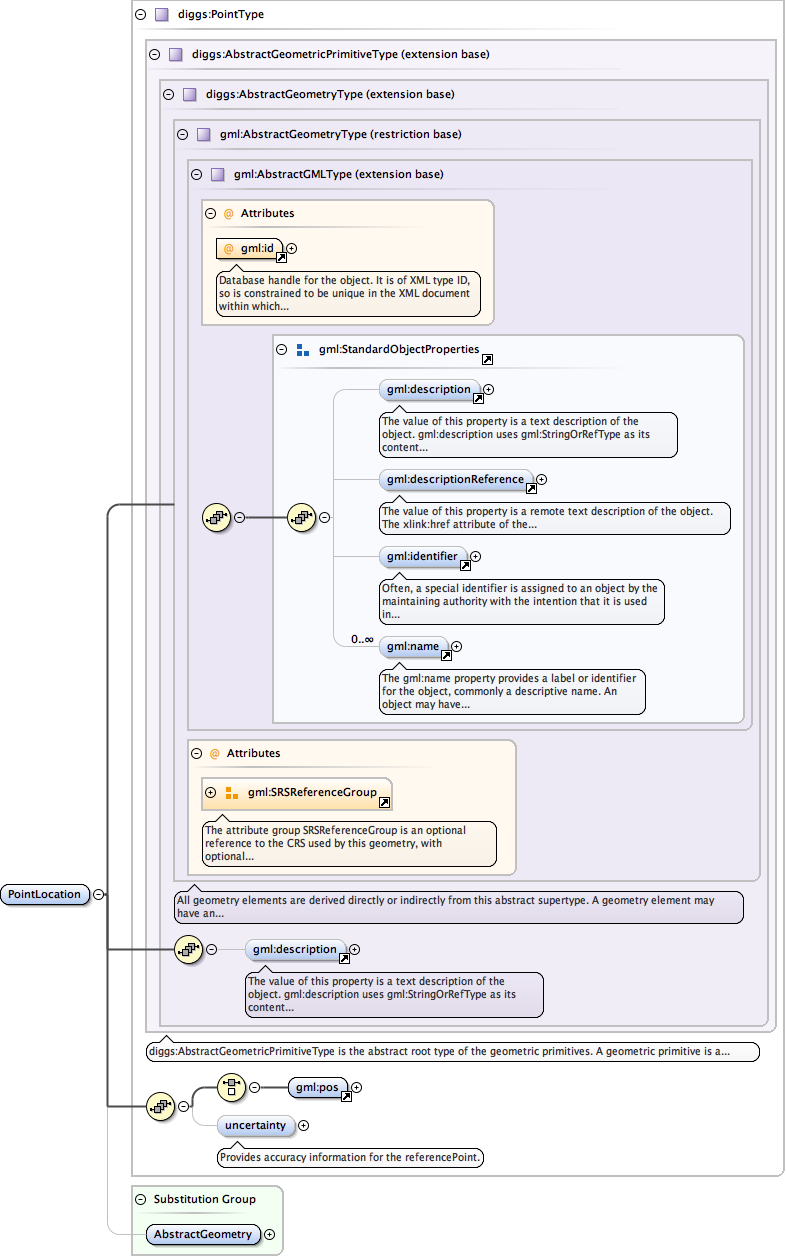 diggs:PointType
diggs:AbstractGeometricPrimitiveType (extension base)
diggs:AbstractGeometryType (extension base)
gml:AbstractGeometryType (restriction base)
gml:AbstractGMLType (extension base)
@ Attributes
@ gml:id
Database handle for the object. It is of XML type ID,
so is constrained to be unique in the XML document
within which...
gml:StandardObjectProperties
gml:description
The value of this property is a text description of the
object. gml:description uses gml:StringOrRefType as its
content...
gml:descriptionReference
The value of this property is a remote text description of the object.
The xlink:href attribute of the...
gml:identifier
Often, a special identifier is assigned to an object by the
maintaining authority with the intention that it is used
in...
0..∞
gml:name
The gml:name property provides a label or identifier
for the object, commonly a descriptive name. An
object may have...
@ Attributes
gml:SRSReferenceGroup
The attribute group SRSReferenceGroup is an optional
reference to the CRS used by this geometry, with
optional...
All geometry elements are derived directly or indirectly from this abstract supertype. A geometry element may
have an...
PointLocation
gml:description
The value of this property is a text description of the
object. gml:description uses gml:StringOrRefType as its
content...
diggs:AbstractGeometricPrimitiveType is the abstract root type of the geometric primitives. A geometric primitive is a...
gml:pos
uncertainty
Provides accuracy information for the referencePoint.
Substitution Group
AbstractGeometry